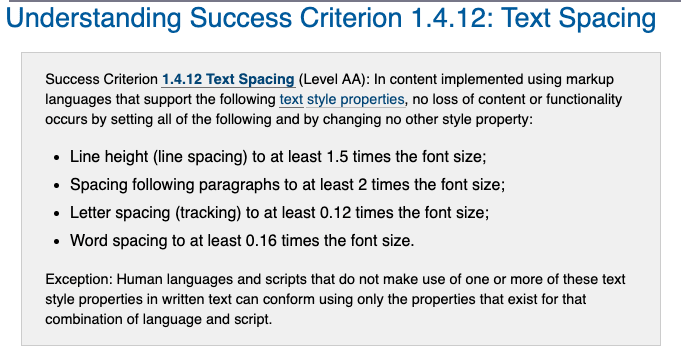 Understanding Success Criterion 1.4.12: Text Spacing
Success Criterion 1.4.12 Text Spacing (Level AA): In content implemented using markup
languages that support the following text style properties, no loss of content or functionality
occurs by setting all of the following and by changing no other style property:
• Line height (line spacing) to at least 1.5 times the font size;
• Spacing following paragraphs to at least 2 times the font size;
• Letter spacing (tracking) to at least 0.12 times the font size;
• Word spacing to at least 0.16 times the font size.
Exception: Human languages and scripts that do not make use of one or more of these text
style properties in written text can conform using only the properties that exist for that
combination of language and script.